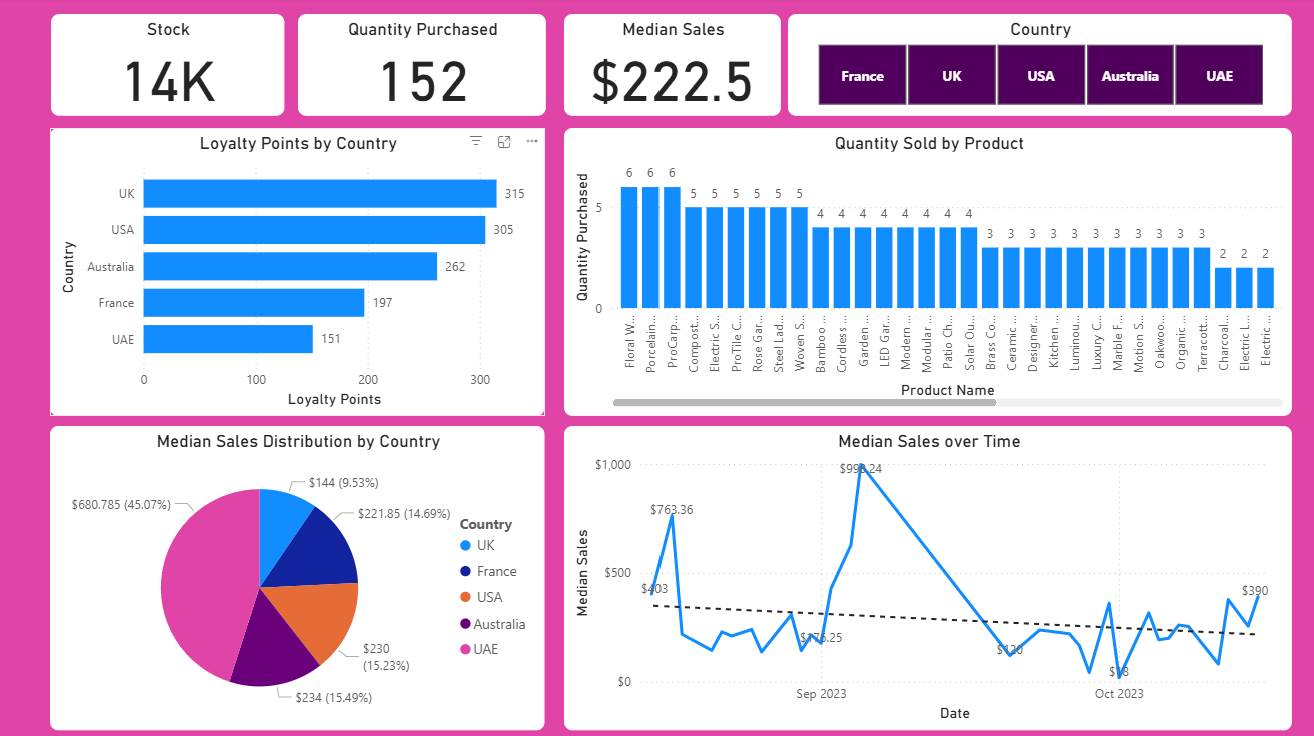 Stock
14K
Quantity Purchased
152
Median Sales
$222.5
Country
France UK USA Australia UAE
Loyalty Points by Country
Country
UK 315
USA 305
Australia 262
France 197
UAE 151
0 100 200 300
Loyalty Points
Quantity Sold by Product
Quantity Purchased
5
0
6 6 6 5 5 5 5 5 5 4 4 4 4 4 4 4 4 3 3 3 3 3 3 3 3 3 3 3 2 2 2
Floral W...
Porcelain...
ProCarp...
Compost...
Electric S...
ProTile C...
Rose Gar...
Steel Lad...
Woven S...
Bamboo ...
Cordless ...
Garden ...
LED Gar...
Modern ...
Modular ...
Patio Ch...
Solar Ou...
Brass Co...
Ceramic ...
Designer...
Kitchen ...
Luminou...
Luxury C...
Marble F...
Motion S...
Oakwoo...
Organic ...
Terracott...
Charcoal...
Electric L...
Electric ...
Product Name
Median Sales Distribution by Country
$144 (9.53%)
$221.85 (14.69%)
$230
(15.23%)
$234 (15.49%)
$680.785 (45.07%)
Country
UK
France
USA
Australia
UAE
Median Sales over Time
Median Sales
$1,000
$500
$0
$403
$763.36
$176.25
$120
$18
$390
Sep 2023 Oct 2023
Date